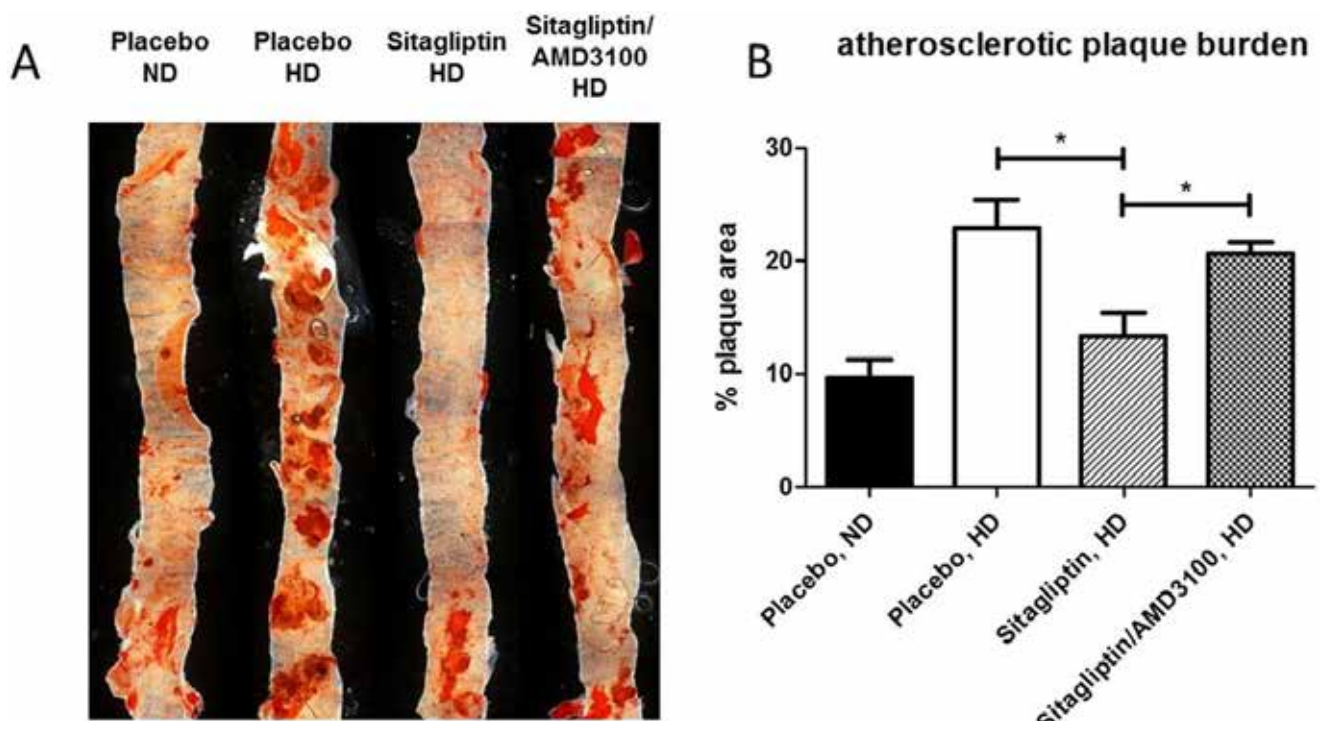 A
Placebo
ND
Placebo
HD
Sitagliptin
HD
Sitagliptin/
AMD3100
HD
B
atherosclerotic plaque burden
% plaque area
30
20
10
0
*
*
Placebo, ND
Placebo, HD
Sitagliptin, HD
Sitagliptin/AMD3100, HD